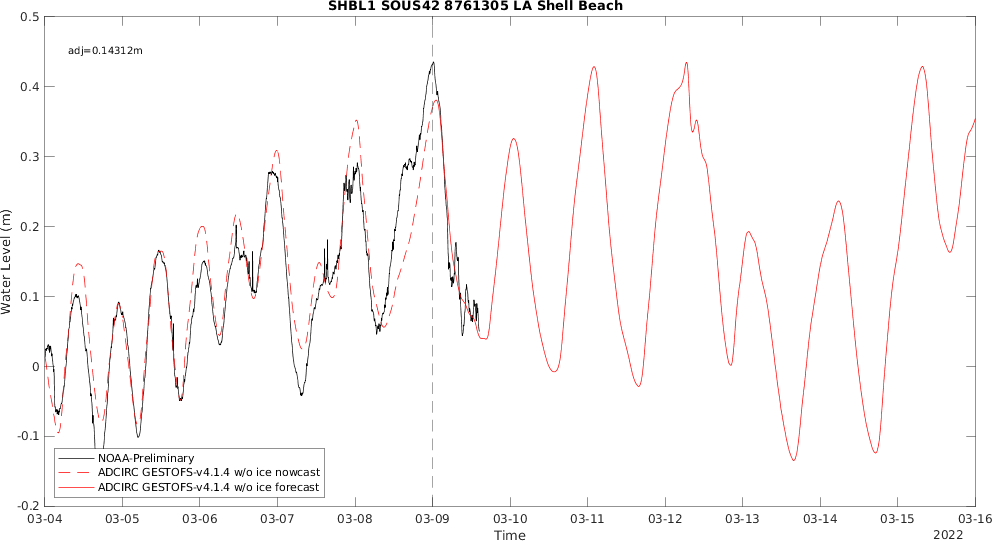 SHBL1 SOUS42 8761305 LA Shell Beach
adj=0.14312m
Water Level (m)
0.5
0.4
0.3
0.2
0.1
0
-0.1
-0.2
NOAA-Preliminary
ADCIRC GESTOFS-v4.1.4 w/o ice nowcast
ADCIRC GESTOFS-v4.1.4 w/o ice forecast
03-04 03-05 03-06 03-07 03-08 03-09 03-10 03-11 03-12 03-13 03-14 03-15 03-16
Time
2022